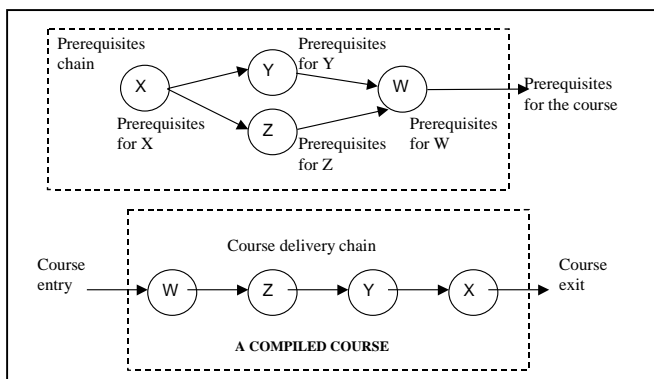 Prerequisites
chain
Prerequisites
for Y
X
Y
W
Prerequisites
for the course
Prerequisites
for X
Z
Prerequisites
for Z
Prerequisites
for W
Course delivery chain
Course
entry
W
Z
Y
X
Course
exit
A COMPILED COURSE